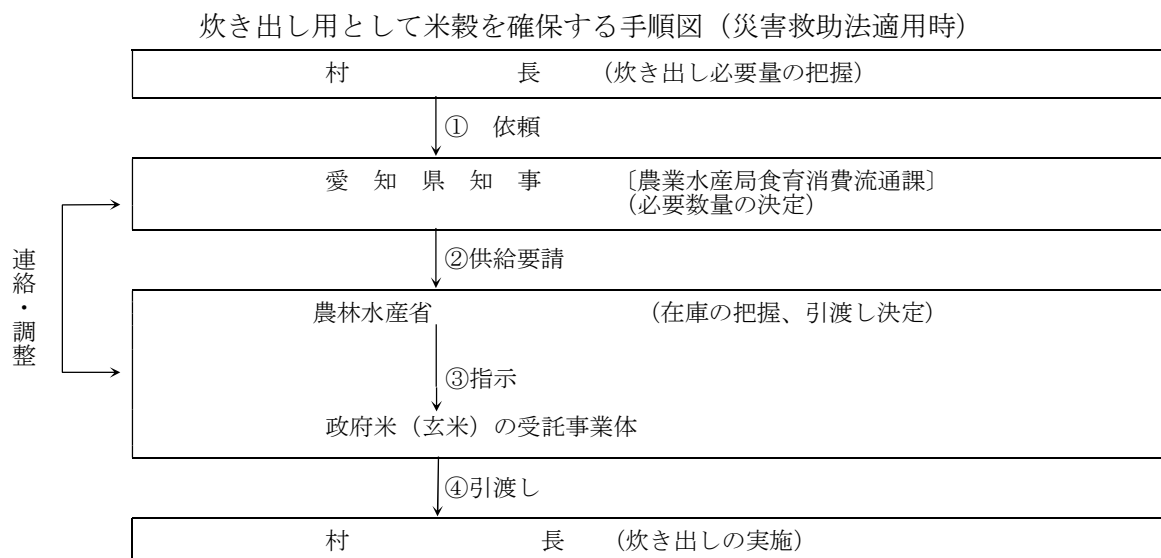 炊き出し用として米穀を確保する手順図（災害救助法適用時）
村　長　（炊き出し必要量の把握）
①　依頼
愛　知　県　知　事　〔農業水産局食育消費流通課〕
（必要数量の決定）
連絡・調整
②供給要請
農林水産省　（在庫の把握、引渡し決定）
③指示
政府米（玄米）の受託事業体
④引渡し
村　長　（炊き出しの実施）